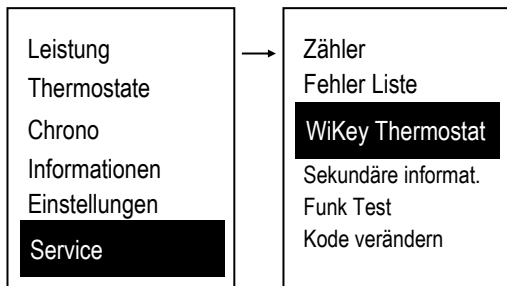 Leistung
Thermostate
Chrono
Informationen
Einstellungen
Service
Zähler
Fehler Liste
WiKey Thermostat
Sekundäre informat.
Funk Test
Kode verändern